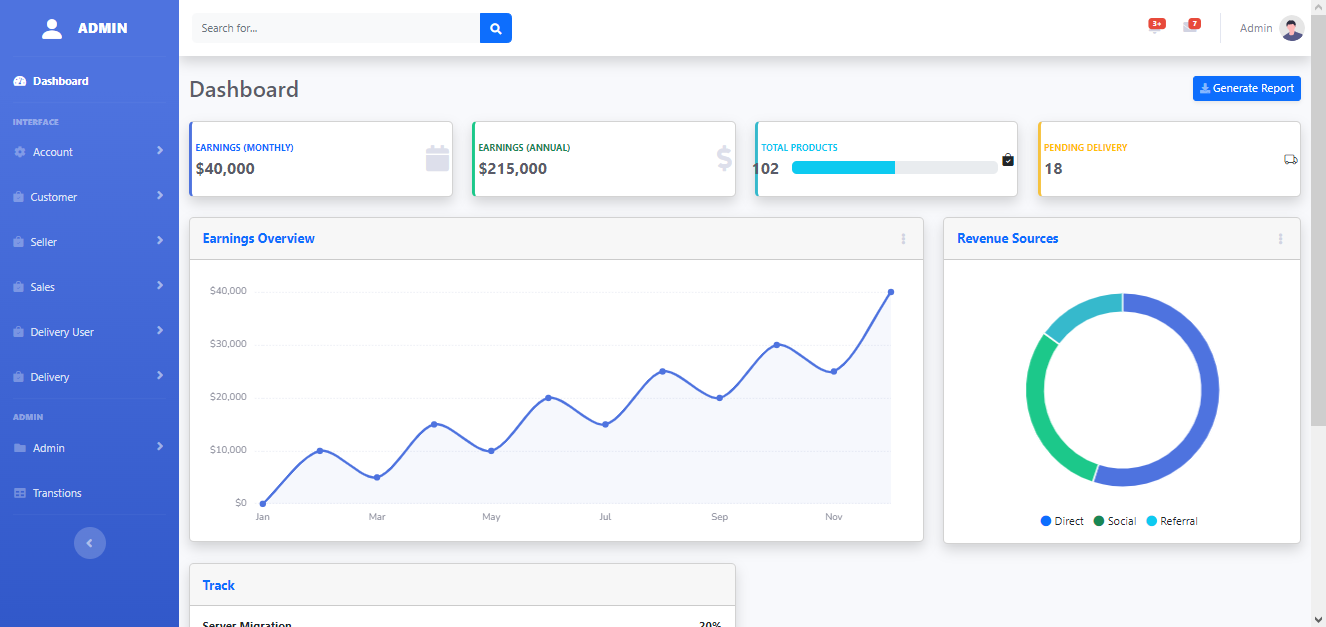 ADMIN
Search for...
3+
7
Admin
Dashboard
Dashboard
Generate Report
INTERFACE
Account
Customer
Seller
Sales
Delivery User
Delivery
ADMIN
Admin
Transtions
EARNINGS (MONTHLY)
$40,000
EARNINGS (ANNUAL)
$215,000
TOTAL PRODUCTS
102
PENDING DELIVERY
18
Earnings Overview
$40,000
$30,000
$20,000
$10,000
$0
Jan Mar May Jul Sep Nov
Revenue Sources
Direct Social Referral
Track
Server Migration 20%